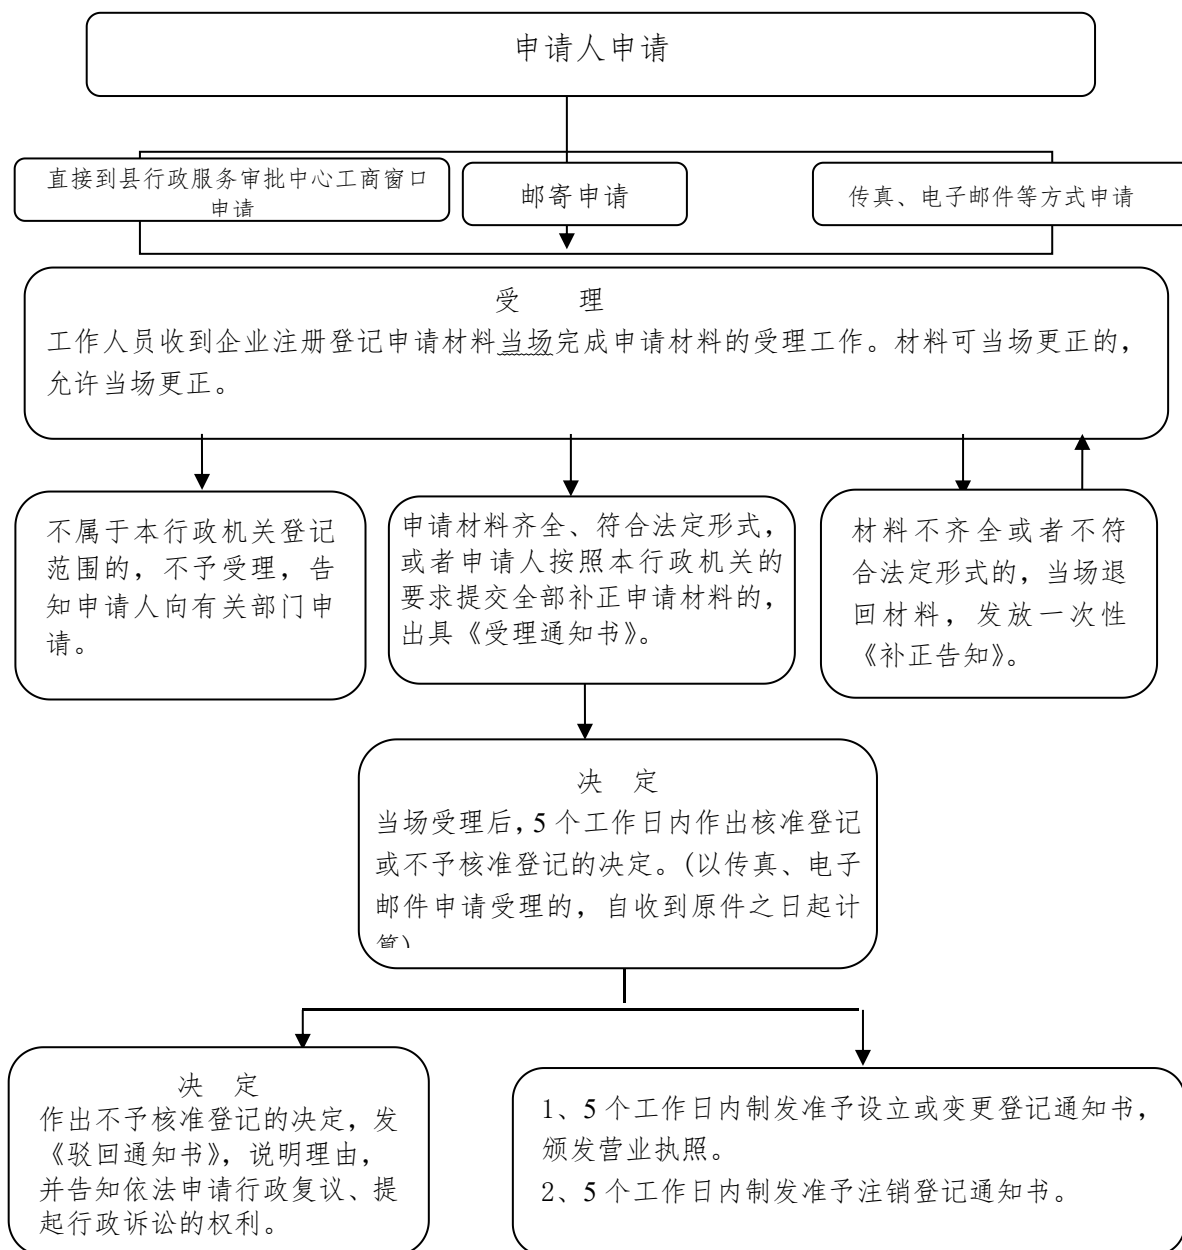 申请人申请
直接到县行政服务审批中心工商窗口
申请
邮寄申请
传真、电子邮件等方式申请
受 理
工作人员收到企业注册登记申请材料当场完成申请材料的受理工作。材料可当场更正的，
允许当场更正。
不属于本行政机关登记
范围的，不予受理，告
知申请人向有关部门申
请。
申请材料齐全、符合法定形式，
或者申请人按照本行政机关的
要求提交全部补正申请材料的，
出具《受理通知书》。
材料不齐全或者不符
合法定形式的，当场退
回材料，发放一次性
《补正告知》。
决 定
当场受理后，5 个工作日内作出核准登记
或不予核准登记的决定。(以传真、电子
邮件申请受理的，自收到原件之日起计
算)
决 定
作出不予核准登记的决定，发
《驳回通知书》，说明理由，
并告知依法申请行政复议、提
起行政诉讼的权利。
1、5 个工作日内制发准予设立或变更登记通知书，
颁发营业执照。
2、5 个工作日内制发准予注销登记通知书。